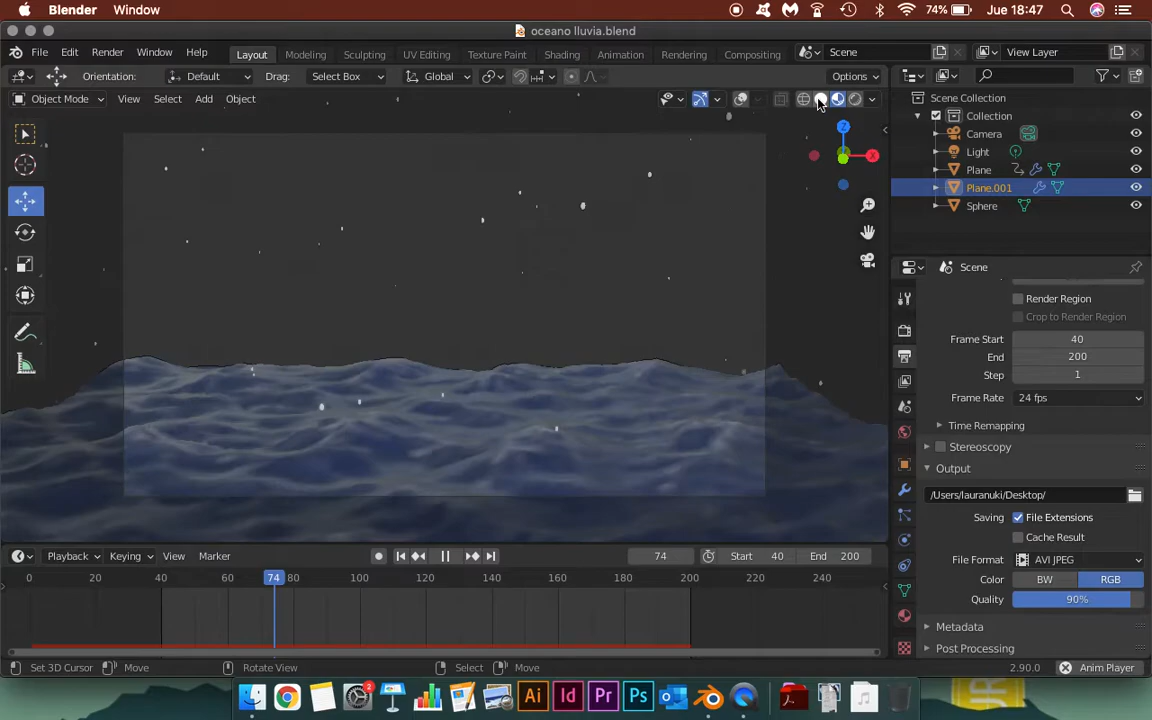 Blender Window 74% Jue 18:47
oceano lluvia.blend
File Edit Render Window Help Layout Modeling Sculpting UV Editing Texture Paint Shading Animation Rendering Compositing Scene View Layer
Orientation: Default Drag: Select Box Global Options
Object Mode View Select Add Object
Z
X
Scene Collection
Collection
Camera
Light
Plane
Plane.001
Sphere
Scene
Render Region
Crop to Render Region
Frame Start 40
End 200
Step 1
Frame Rate 24 fps
Time Remapping
Stereoscopy
Output
/Users/lauranuki/Desktop/
Saving File Extensions
Cache Result
File Format AVI JPEG
Color BW RGB
Quality 90%
Metadata
Post Processing
Playback Keying View Marker 74 Start 40 End 200
0 20 40 60 74 80 100 120 140 160 180 200 220 240
Set 3D Cursor Move Rotate View Select Move 2.90.0 Anim Player
2 Ai Id Pr Ps